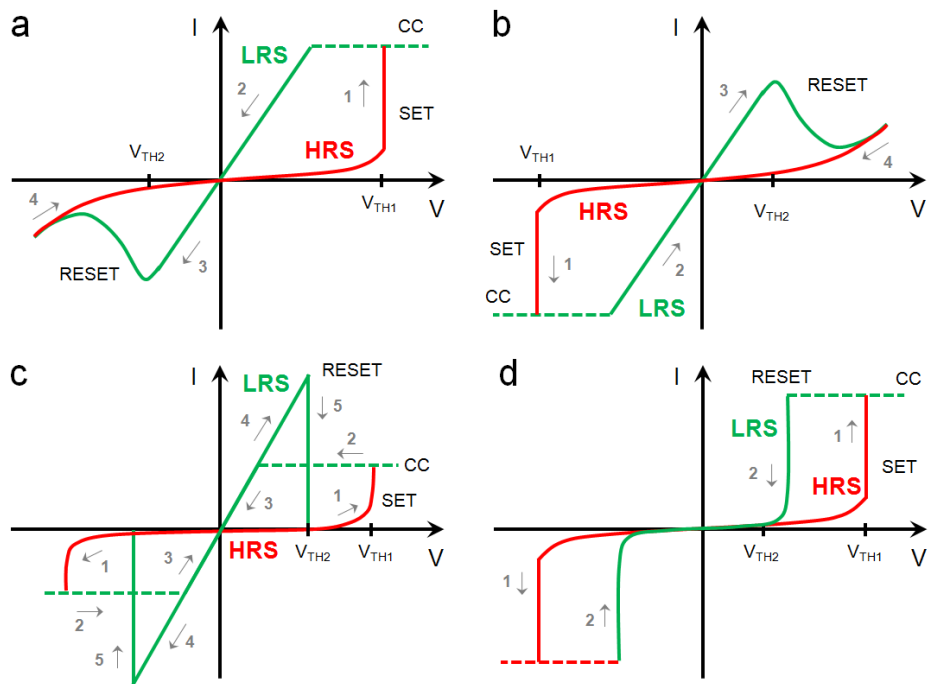 a
I
CC
LRS
2
1
SET
V_TH2
HRS
4
V_TH1
V
3
RESET
b
I
3
RESET
V_TH1
4
HRS
V_TH2
V
SET
1
2
CC
LRS
c
I
LRS
RESET
4
5
2
CC
3
1
SET
HRS
V_TH2
V_TH1
V
1
3
2
4
5
d
I
RESET
CC
LRS
1
2
HRS
SET
V_TH2
V_TH1
V
1
2